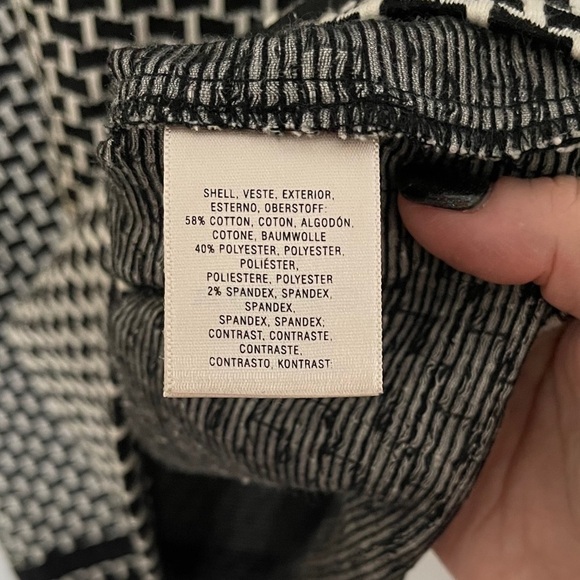 SHELL, VESTE, EXTERIOR,
ESTERNO, OBERSTOFF:
58% COTTON, COTON, ALGODÓN,
COTONE, BAUMWOLLE
40% POLYESTER, POLYESTER,
POLIÉSTER,
POLIESTERE, POLYESTER
2% SPANDEX, SPANDEX,
SPANDEX,
SPANDEX, SPANDEX;
CONTRAST, CONTRASTE,
CONTRASTE,
CONTRASTO, KONTRAST: